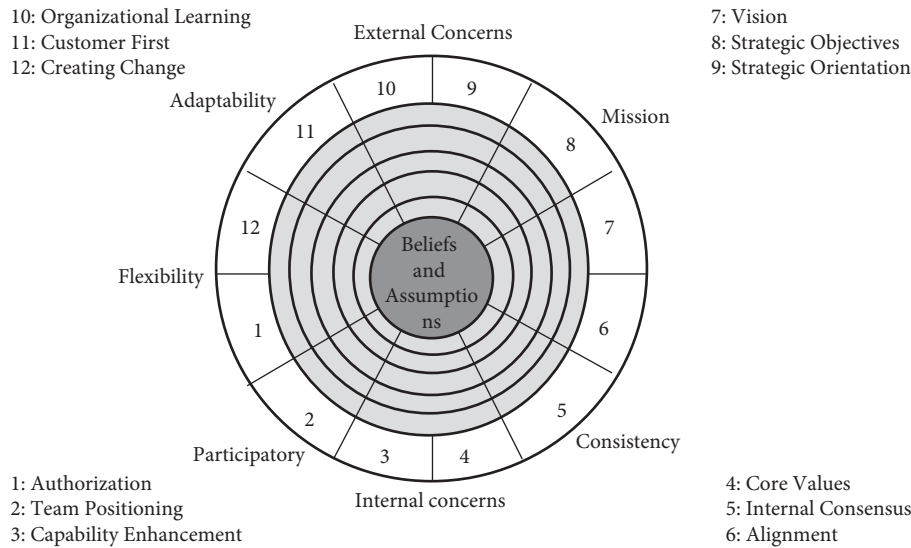 10: Organizational Learning
11: Customer First
12: Creating Change
7: Vision
8: Strategic Objectives
9: Strategic Orientation
External Concerns
Adaptability
Mission
10
9
11
8
12
7
Beliefs
and
Assumptio
ns
Flexibility
1
6
2
5
3
4
Participatory
Consistency
Internal concerns
1: Authorization
2: Team Positioning
3: Capability Enhancement
4: Core Values
5: Internal Consensus
6: Alignment